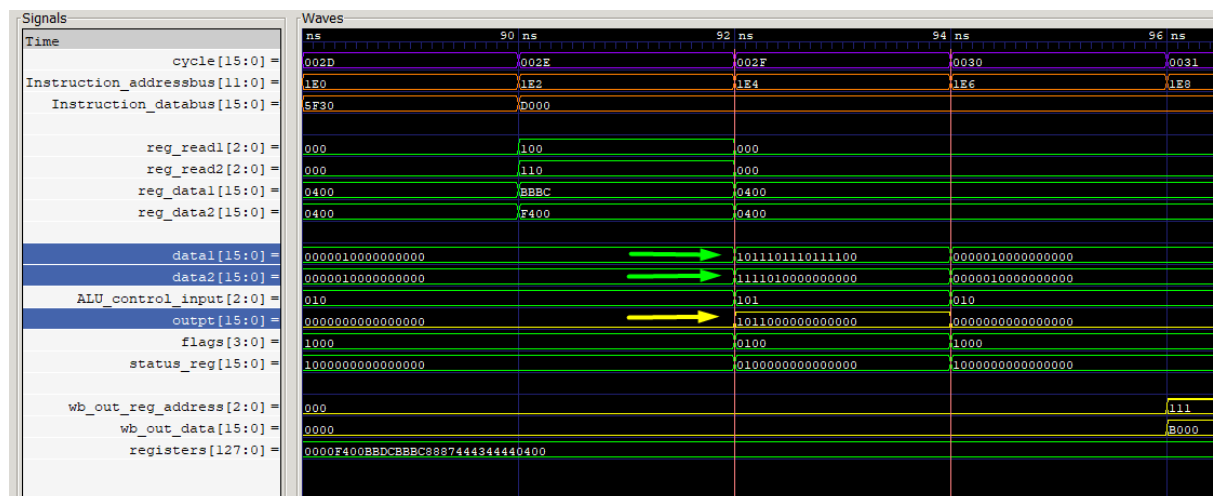 Signals Waves
Time ns 90 ns 92 ns 94 ns 96 ns
cycle[15:0] = 002D 002E 002F 0030 0031
Instruction_addressbus[11:0] = 1E0 1E2 1E4 1E6 1E8
Instruction_databus[15:0] = 5F30 D000
reg_read1[2:0] = 000 100 000
reg_read2[2:0] = 000 110 000
reg_data1[15:0] = 0400 BBBC 0400
reg_data2[15:0] = 0400 F400 0400
data1[15:0] = 0000010000000000 1011101110111100 0000010000000000
data2[15:0] = 0000010000000000 1111010000000000 0000010000000000
ALU_control_input[2:0] = 010 101 010
outpt[15:0] = 0000000000000000 1011000000000000 0000000000000000
flags[3:0] = 1000 0100 1000
status_reg[15:0] = 1000000000000000 0100000000000000 1000000000000000
wb_out_reg_address[2:0] = 000 111
wb_out_data[15:0] = 0000 B000
registers[127:0] = 0000F400BBDCBBBC8887444344440400